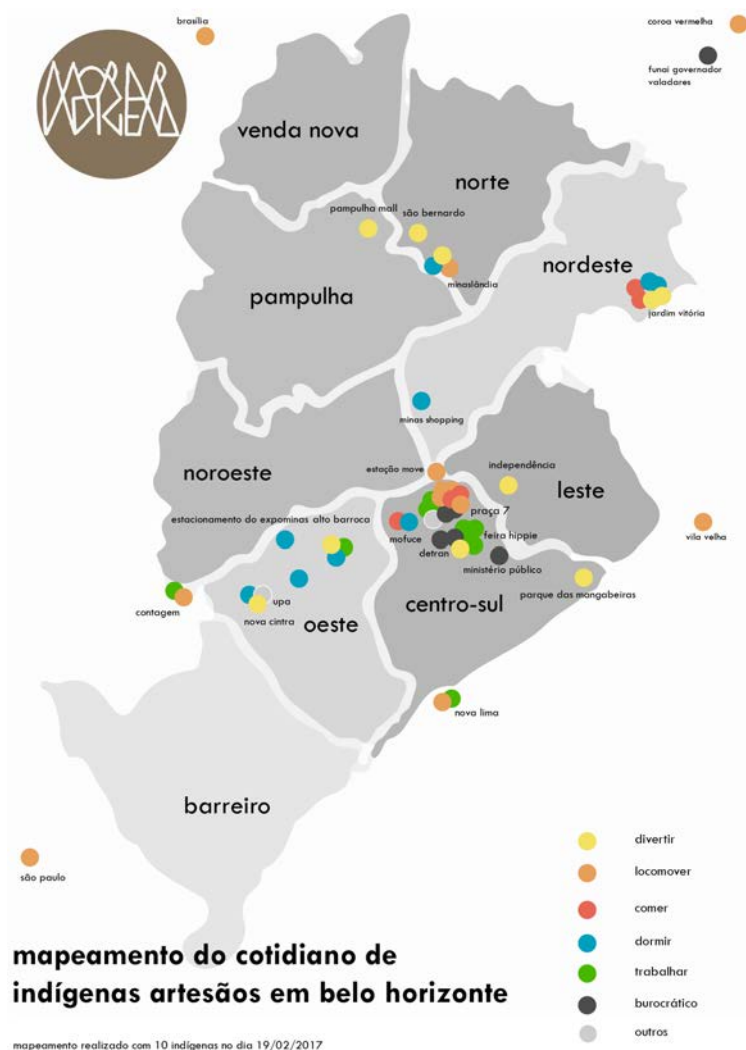 brasília
coroa vermelha
funai governador
valadares
venda nova
norte
pampulha mall
são bernardo
nordeste
minaslândia
pampulha
jardim vitória
minas shopping
estação move
independência
noroeste
leste
praça 7
estacionamento do expominas
alto barroca
mofuce
feira hippie
detran
vila velha
ministério público
contagem
upa
nova cintra
oeste
centro-sul
parque das mangabeiras
nova lima
barreiro
são paulo
divertir
locomover
comer
dormir
trabalhar
burocrático
outros
mapeamento do cotidiano de
indígenas artesãos em belo horizonte
mapeamento realizado com 10 indígenas no dia 19/02/2017